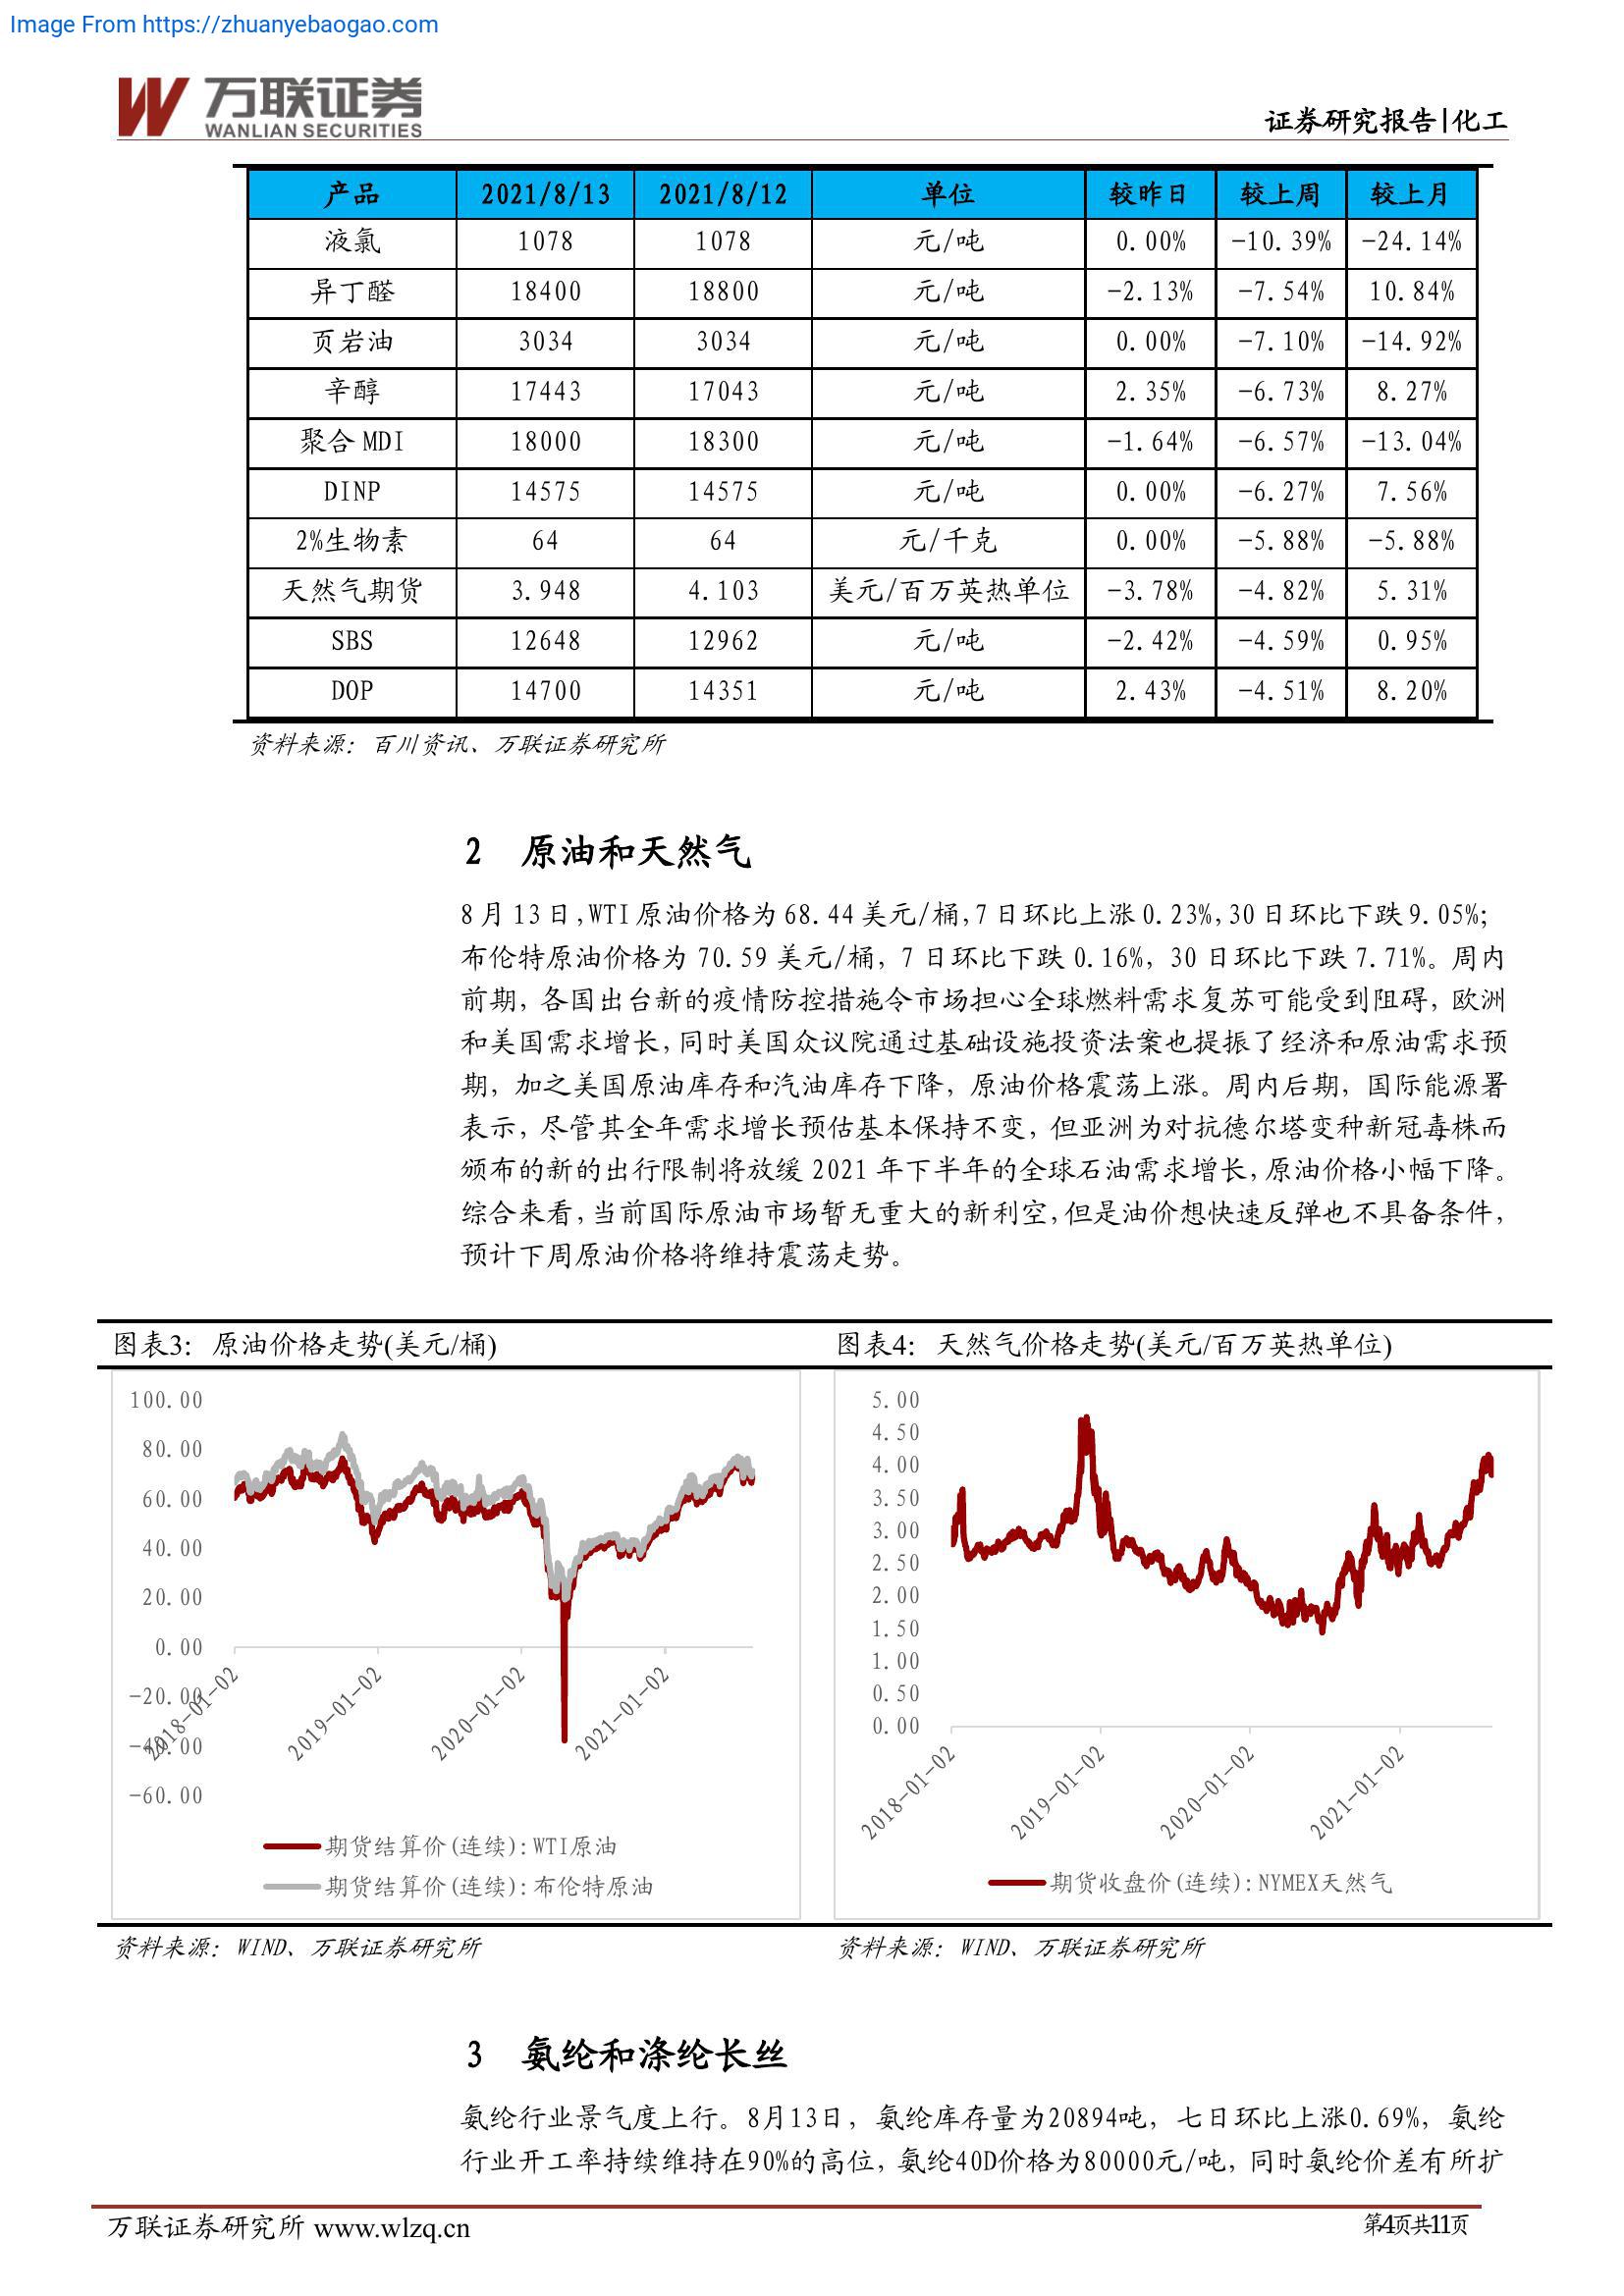 Image From https://zhuanyebaogao.com
万联证券
WANLIAN SECURITIES
证券研究报告|化工
产品 2021/8/13 2021/8/12 单位 较昨日 较上周 较上月
液氯 1078 1078 元/吨 0.00% -10.39% -24.14%
异丁醛 18400 18800 元/吨 -2.13% -7.54% 10.84%
页岩油 3034 3034 元/吨 0.00% -7.10% -14.92%
辛醇 17443 17043 元/吨 2.35% -6.73% 8.27%
聚合 MDI 18000 18300 元/吨 -1.64% -6.57% -13.04%
DINP 14575 14575 元/吨 0.00% -6.27% 7.56%
2%生物素 64 64 元/千克 0.00% -5.88% -5.88%
天然气期货 3.948 4.103 美元/百万英热单位 -3.78% -4.82% 5.31%
SBS 12648 12962 元/吨 -2.42% -4.59% 0.95%
DOP 14700 14351 元/吨 2.43% -4.51% 8.20%
资料来源：百川资讯、万联证券研究所
2 原油和天然气
8 月 13 日,WTI 原油价格为 68.44 美元/桶,7 日环比上涨 0.23%,30 日环比下跌 9.05%;
布伦特原油价格为 70.59 美元/桶，7 日环比下跌 0.16%，30 日环比下跌 7.71%。周内
前期，各国出台新的疫情防控措施令市场担心全球燃料需求复苏可能受到阻碍，欧洲
和美国需求增长,同时美国众议院通过基础设施投资法案也提振了经济和原油需求预
期，加之美国原油库存和汽油库存下降，原油价格震荡上涨。周内后期，国际能源署
表示，尽管其全年需求增长预估基本保持不变，但亚洲为对抗德尔塔变种新冠毒株而
颁布的新的出行限制将放缓 2021 年下半年的全球石油需求增长,原油价格小幅下降。
综合来看,当前国际原油市场暂无重大的新利空,但是油价想快速反弹也不具备条件,
预计下周原油价格将维持震荡走势。
图表3：原油价格走势(美元/桶)
100.00
80.00
60.00
40.00
20.00
0.00
-20.00
-40.00
-60.00
2018-01-02 2019-01-02 2020-01-02 2021-01-02
期货结算价(连续):WTI原油
期货结算价(连续):布伦特原油
资料来源：WIND、万联证券研究所
图表4：天然气价格走势(美元/百万英热单位)
5.00
4.50
4.00
3.50
3.00
2.50
2.00
1.50
1.00
0.50
0.00
2018-01-02 2019-01-02 2020-01-02 2021-01-02
期货收盘价(连续):NYMEX天然气
资料来源：WIND、万联证券研究所
3 氨纶和涤纶长丝
氨纶行业景气度上行。8月13日，氨纶库存量为20894吨，七日环比上涨0.69%，氨纶
行业开工率持续维持在90%的高位,氨纶40D价格为80000元/吨，同时氨纶价差有所扩
万联证券研究所 www.wlzq.cn
第4页共11页